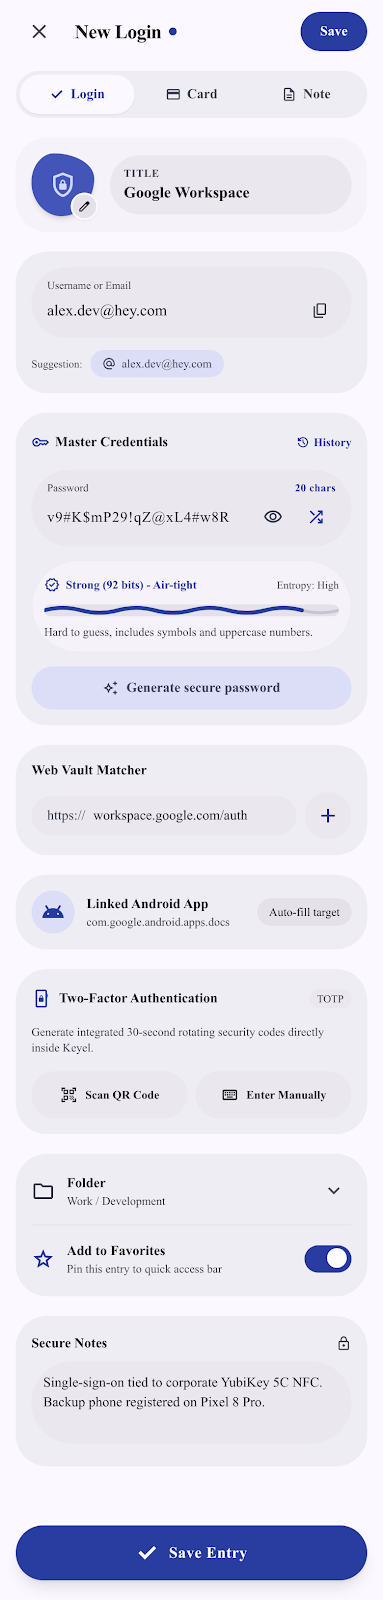 New Login
Save
Login
Card
Note
TITLE
Google Workspace
Username or Email
alex.dev@hey.com
Suggestion:
alex.dev@hey.com
Master Credentials
History
Password
20 chars
v9#K$mP29!qZ@xL4#w8R
Strong (92 bits) - Air-tight
Entropy: High
Hard to guess, includes symbols and uppercase numbers.
Generate secure password
Web Vault Matcher
https:// workspace.google.com/auth
Linked Android App
com.google.android.apps.docs
Auto-fill target
Two-Factor Authentication
TOTP
Generate integrated 30-second rotating security codes directly
inside Keyel.
Scan QR Code
Enter Manually
Folder
Work / Development
Add to Favorites
Pin this entry to quick access bar
Secure Notes
Single-sign-on tied to corporate YubiKey 5C NFC.
Backup phone registered on Pixel 8 Pro.
Save Entry